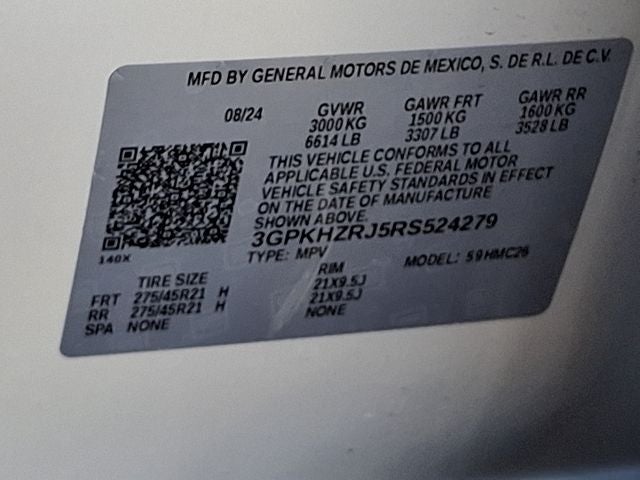 MFD BY GENERAL MOTORS DE MEXICO, S. DE R.L. DE C.V.
08/24 GVWR GAWR FRT GAWR RR
3000 KG 1500 KG 1600 KG
6614 LB 3307 LB 3528 LB
THIS VEHICLE CONFORMS TO ALL
APPLICABLE U.S. FEDERAL MOTOR
VEHICLE SAFETY STANDARDS IN EFFECT
ON THE DATE OF MANUFACTURE
SHOWN ABOVE.
3GPKHZRJ5RS524279
140X TYPE: MPV MODEL: 59HMC26
TIRE SIZE RIM
FRT 275/45R21 H 21X9.5J
RR 275/45R21 H 21X9.5J
SPA NONE NONE